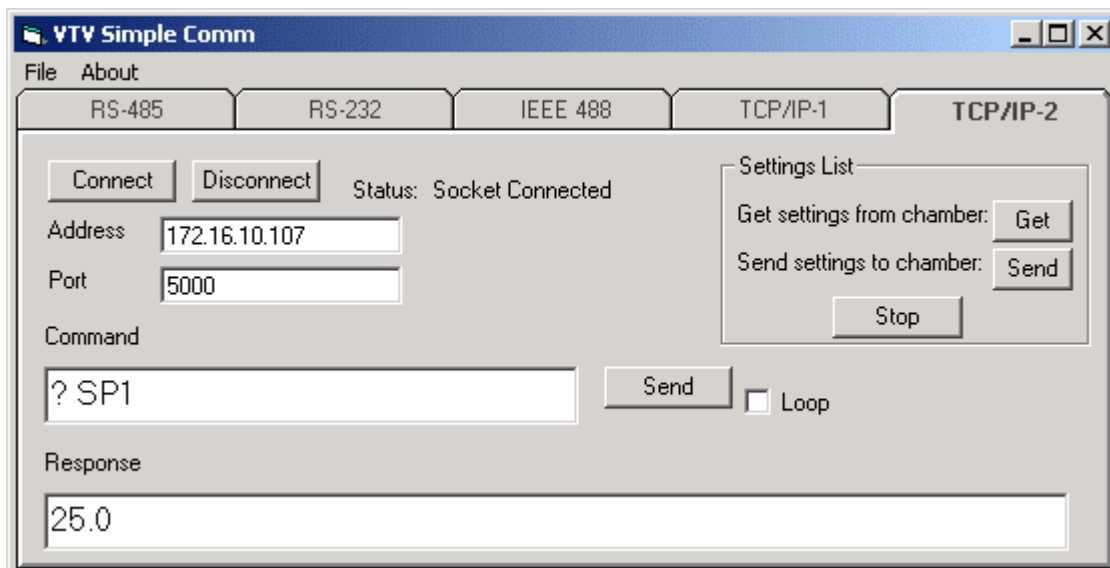 VTV Simple Comm
File About
RS-485 RS-232 IEEE 488 TCP/IP-1 TCP/IP-2
Connect Disconnect Status: Socket Connected
Address 172.16.10.107
Port 5000
Settings List
Get settings from chamber: Get
Send settings to chamber: Send
Stop
Command
? SP1 Send Loop
Response
25.0